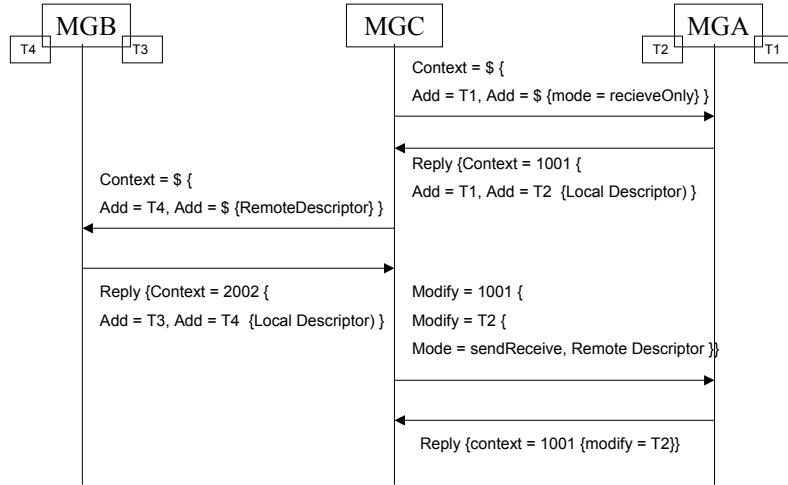 MGB
MGC
MGA
T4
T3
T2
T1
Context = $ {
Add = T1, Add = $ {mode = recieveOnly} }
Reply {Context = 1001 {
Add = T1, Add = T2 {Local Descriptor) }
Context = $ {
Add = T4, Add = $ {RemoteDescriptor} }
Reply {Context = 2002 {
Add = T3, Add = T4 {Local Descriptor) }
Modify = 1001 {
Modify = T2 {
Mode = sendReceive, Remote Descriptor }}
Reply {context = 1001 {modify = T2}}